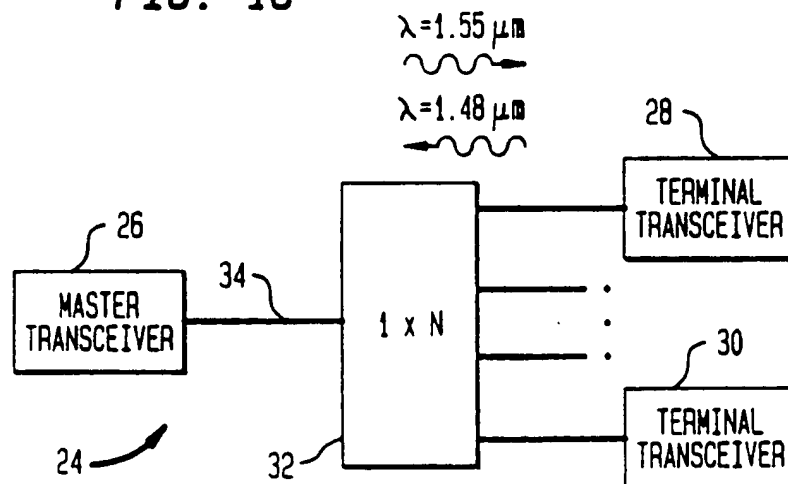 λ=1.55 μm
λ=1.48 μm
28
TERMINAL
TRANSCEIVER
26
MASTER
TRANSCEIVER
34
1 x N
30
TERMINAL
TRANSCEIVER
24
32